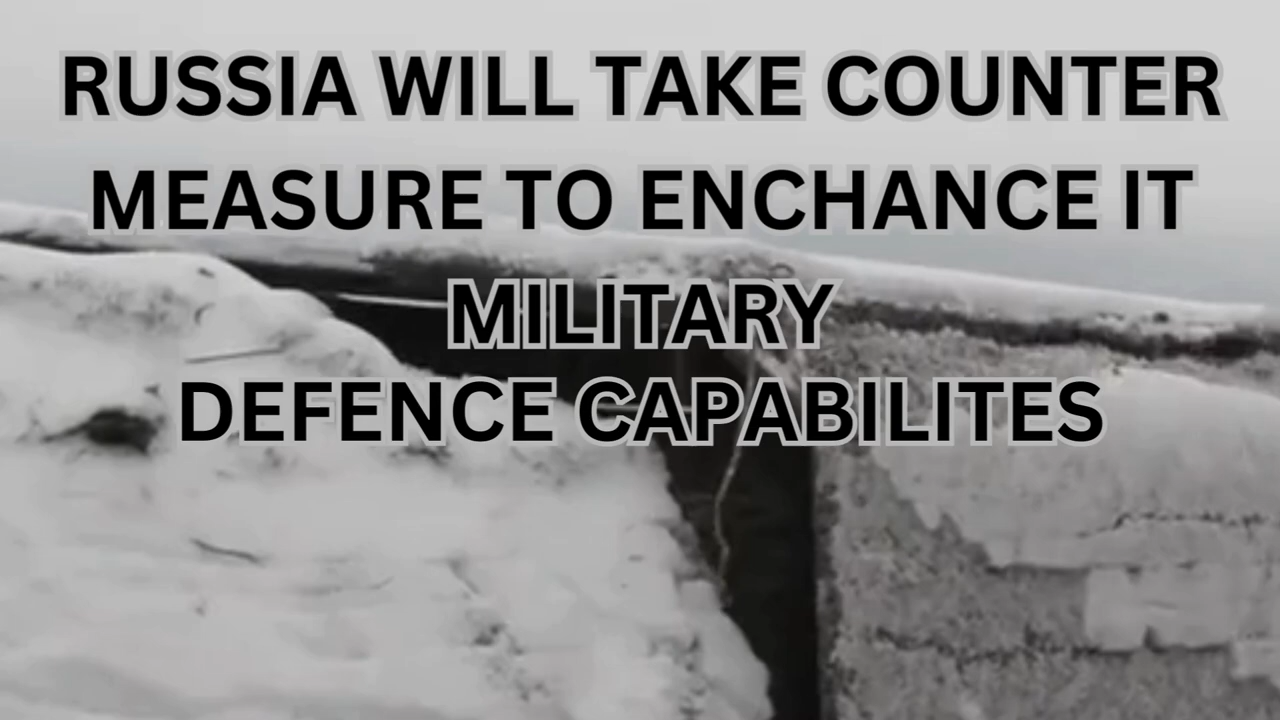 RUSSIA WILL TAKE COUNTER
MEASURE TO ENCHANCE IT
MILITARY
DEFENCE CAPABILITES